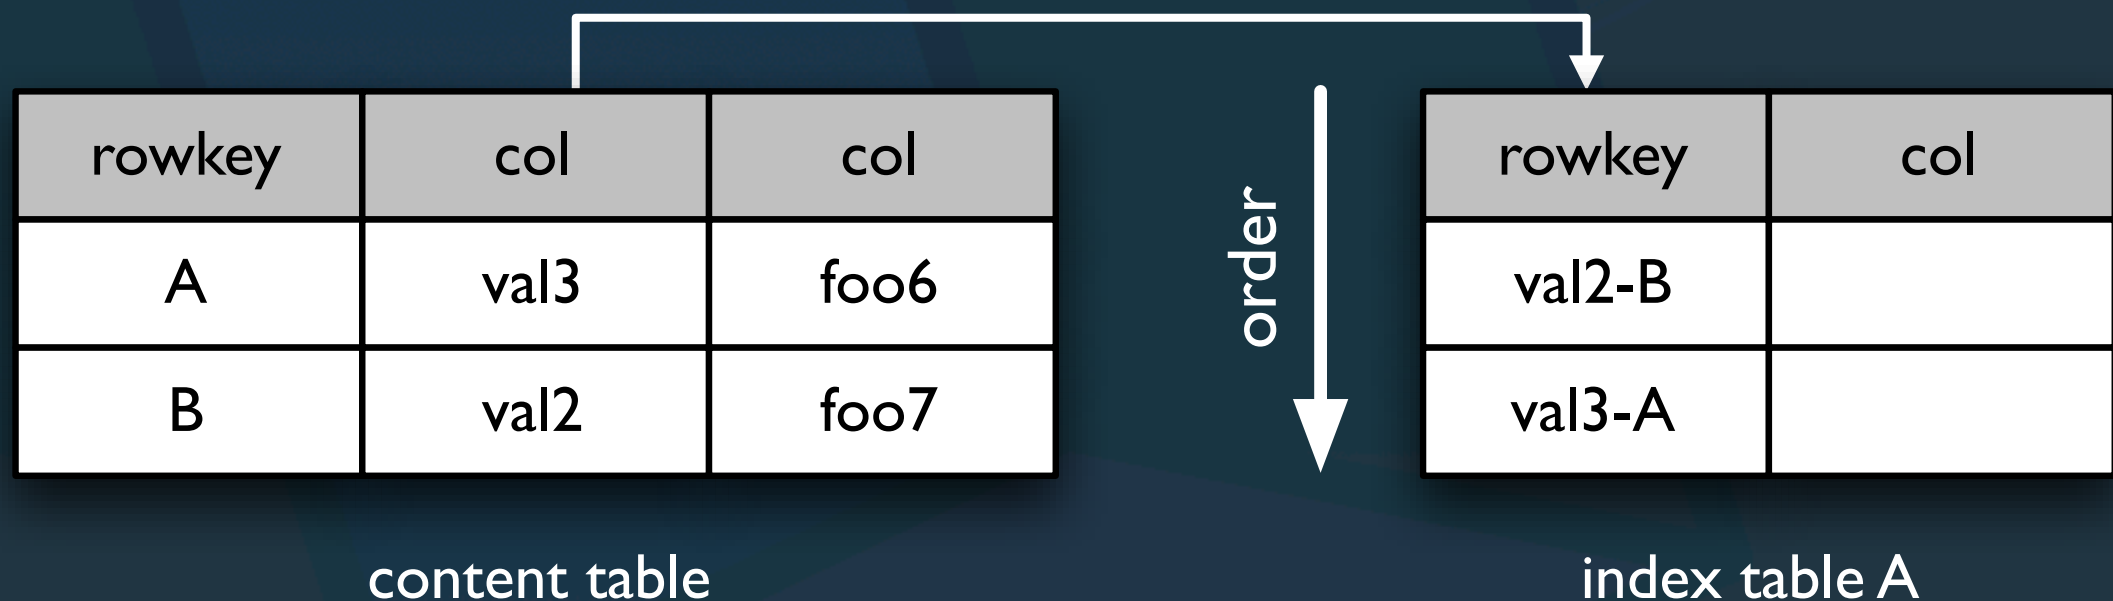 rowkey col col
A val3 foo6
B val2 foo7
content table
order
rowkey col
val2-B
val3-A
index table A